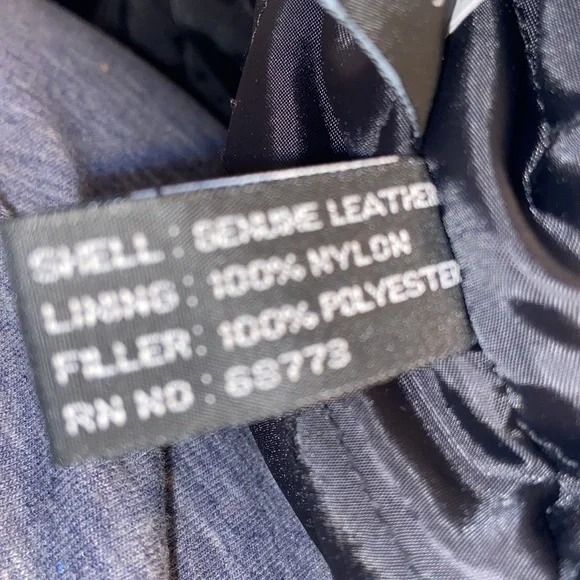 SHELL : GENUINE LEATHER
LINING : 100% NYLON
FILLER : 100% POLYESTER
RN NO : 68773